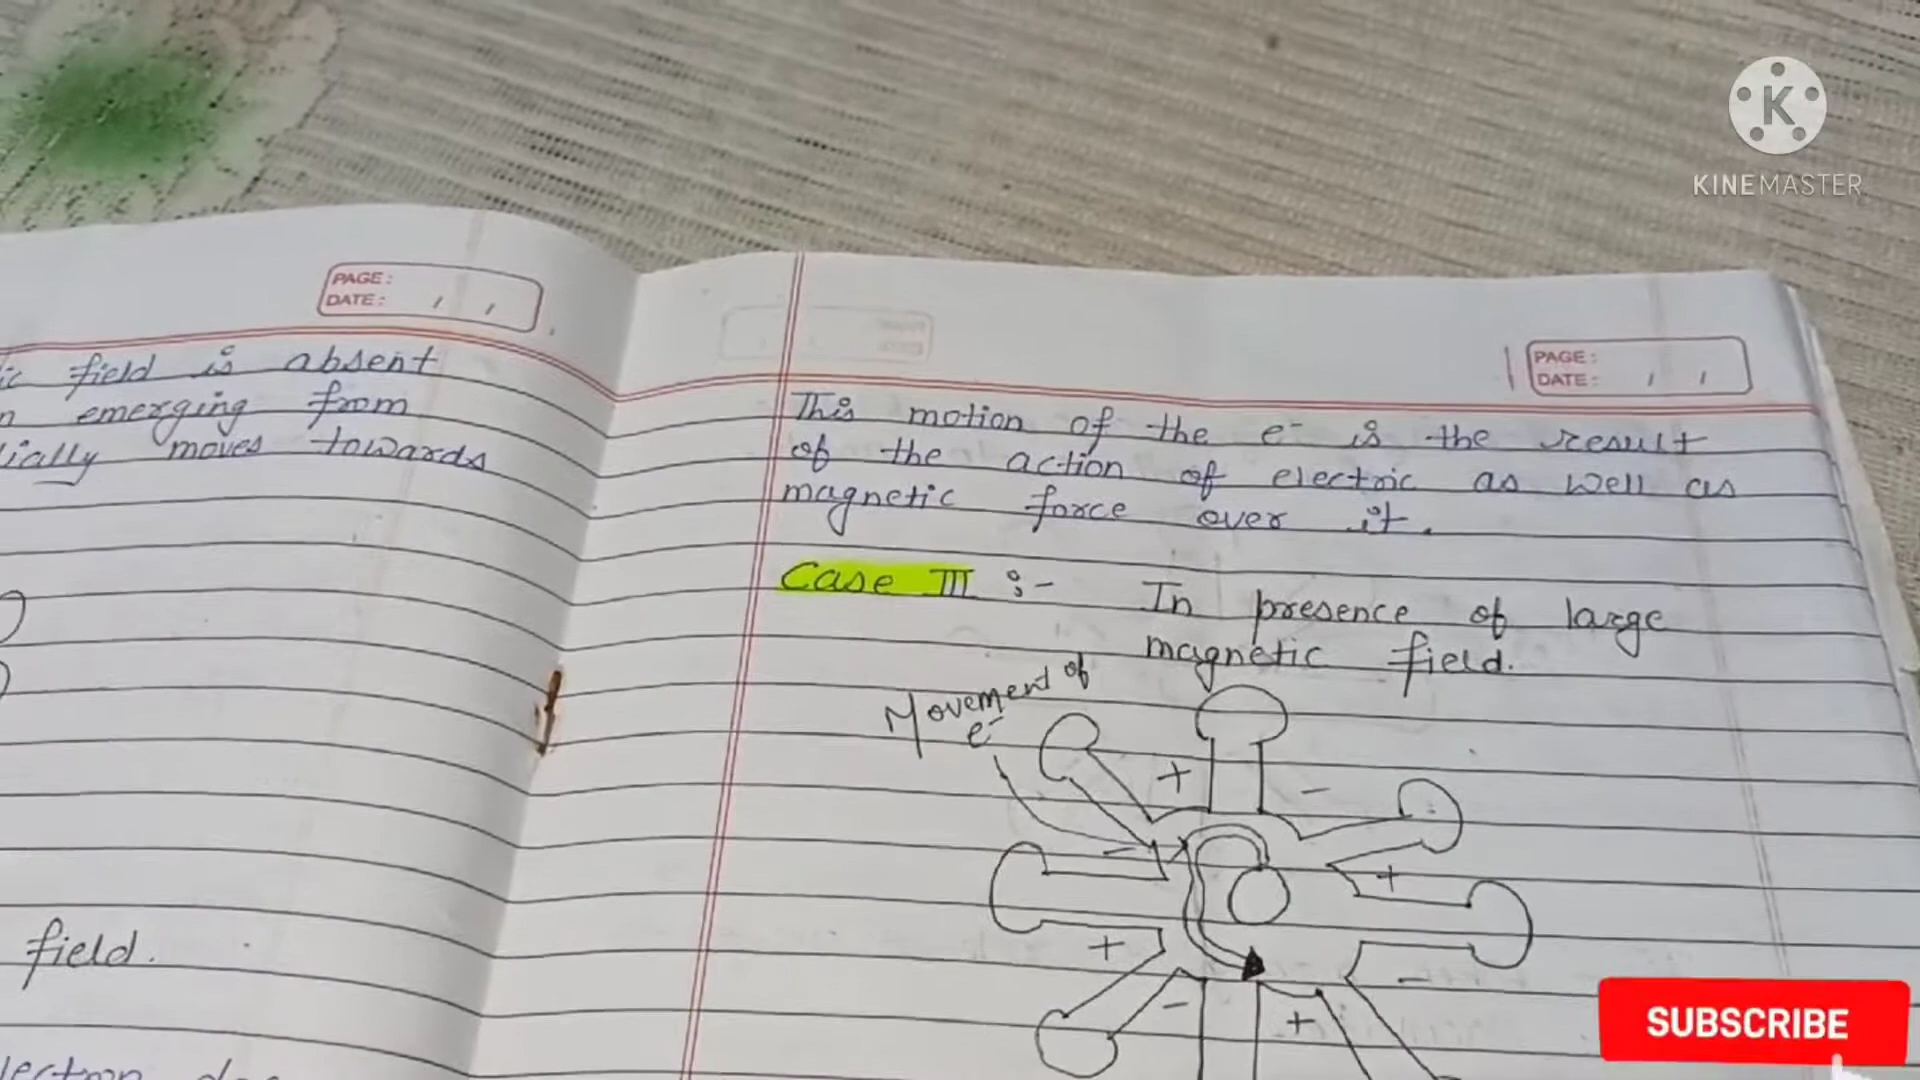 K
KINEMASTER
PAGE:
DATE: / /
field is absent
emerging from
moves towards
field.
PAGE:
DATE: / /
This motion of the e- is the result
of the action of electric as well as
magnetic force over it.
Case III :- In presence of large
magnetic field.
Movement of
e-
+
-
-
+
+
-
-
+
SUBSCRIBE